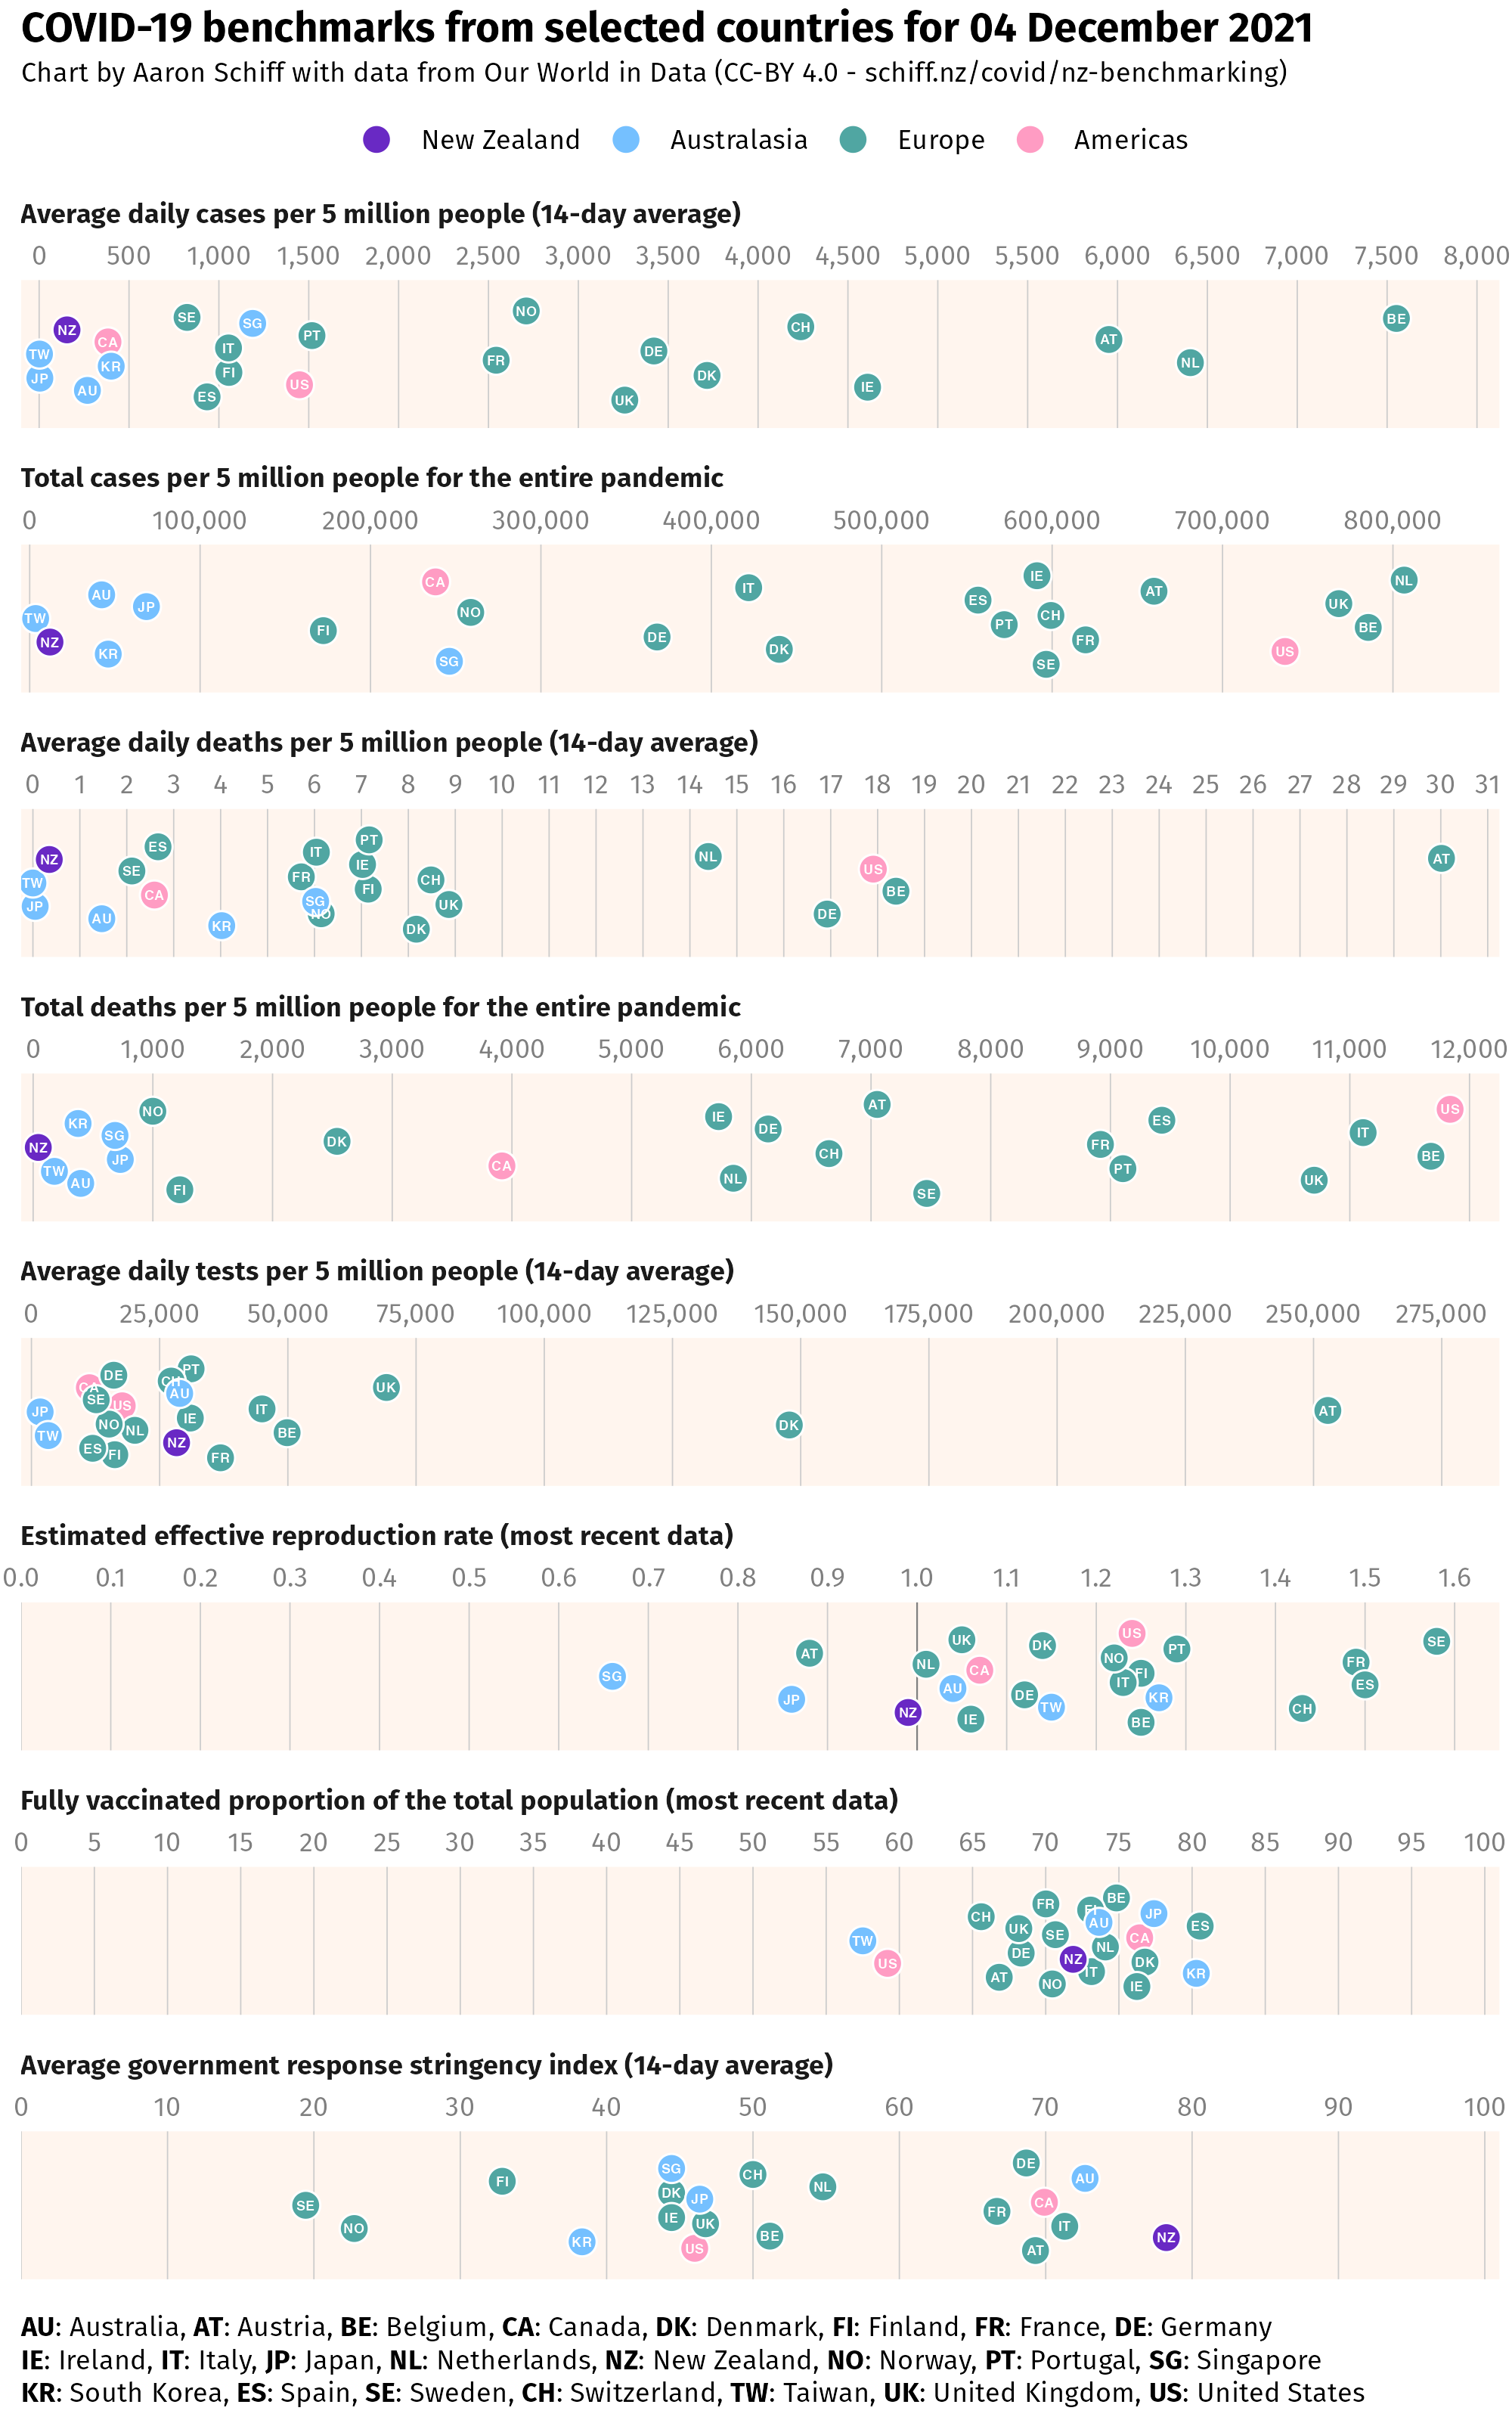 COVID-19 benchmarks from selected countries for 04 December 2021
Chart by Aaron Schiff with data from Our World in Data (CC-BY 4.0 - schiff.nz/covid/nz-benchmarking)
New Zealand Australasia Europe Americas
Average daily cases per 5 million people (14-day average)
0 500 1,000 1,500 2,000 2,500 3,000 3,500 4,000 4,500 5,000 5,500 6,000 6,500 7,000 7,500 8,000
NO
SE BE
SG CH
NZ
PT
CA AT
IT
DE
TW
FR NL
KR
FI
DK
JP
US IE
AU
ES
UK
Total cases per 5 million people for the entire pandemic
0 100,000 200,000 300,000 400,000 500,000 600,000 700,000 800,000
IE
NL
CA
IT
AT
AU
ES
UK
JP
NO
CH
TW
PT
BE
FI
DE
FR
NZ
DK
US
KR
SG
SE
Average daily deaths per 5 million people (14-day average)
0 1 2 3 4 5 6 7 8 9 10 11 12 13 14 15 16 17 18 19 20 21 22 23 24 25 26 27 28 29 30 31
PT
ES
IT
NL
NZ AT
IE
US
SE
FR
CH
TW
FI
BE
CA
SG
UK
JP
NO DE
AU
KR
DK
Total deaths per 5 million people for the entire pandemic
0 1,000 2,000 3,000 4,000 5,000 6,000 7,000 8,000 9,000 10,000 11,000 12,000
AT
US
NO
IE
ES
KR
DE
IT
SG
DK
FR
NZ
CH
BE
JP
CA
PT
TW
NL
UK
AU
FI
SE
Average daily tests per 5 million people (14-day average)
0 25,000 50,000 75,000 100,000 125,000 150,000 175,000 200,000 225,000 250,000 275,000
PT
DE
CH
CA UK
AU
SE
US
IT
AT
JP
IE
NO DK
NL
BE
TW
NZ
ES
FI
FR
Estimated effective reproduction rate (most recent data)
0.0 0.1 0.2 0.3 0.4 0.5 0.6 0.7 0.8 0.9 1.0 1.1 1.2 1.3 1.4 1.5 1.6
US
UK SE
DK
PT
AT
NO
FR
NL
CA
FI
SG
IT
ES
AU
DE
KR
JP
TW
CH
NZ
IE
BE
Fully vaccinated proportion of the total population (most recent data)
0 5 10 15 20 25 30 35 40 45 50 55 60 65 70 75 80 85 90 95 100
BE
FR
FI
JP
CH
AU
ES
UK
SE
CA
TW
NL
DE
NZ
DK
US
IT
KR
AT
NO
IE
Average government response stringency index (14-day average)
0 10 20 30 40 50 60 70 80 90 100
DE
SG
CH
AU
FI
NL
DK
JP
CA
SE
FR
IE
UK
IT
NO
BE
NZ
KR
US
AT
AU: Australia, AT: Austria, BE: Belgium, CA: Canada, DK: Denmark, FI: Finland, FR: France, DE: Germany
IE: Ireland, IT: Italy, JP: Japan, NL: Netherlands, NZ: New Zealand, NO: Norway, PT: Portugal, SG: Singapore
KR: South Korea, ES: Spain, SE: Sweden, CH: Switzerland, TW: Taiwan, UK: United Kingdom, US: United States